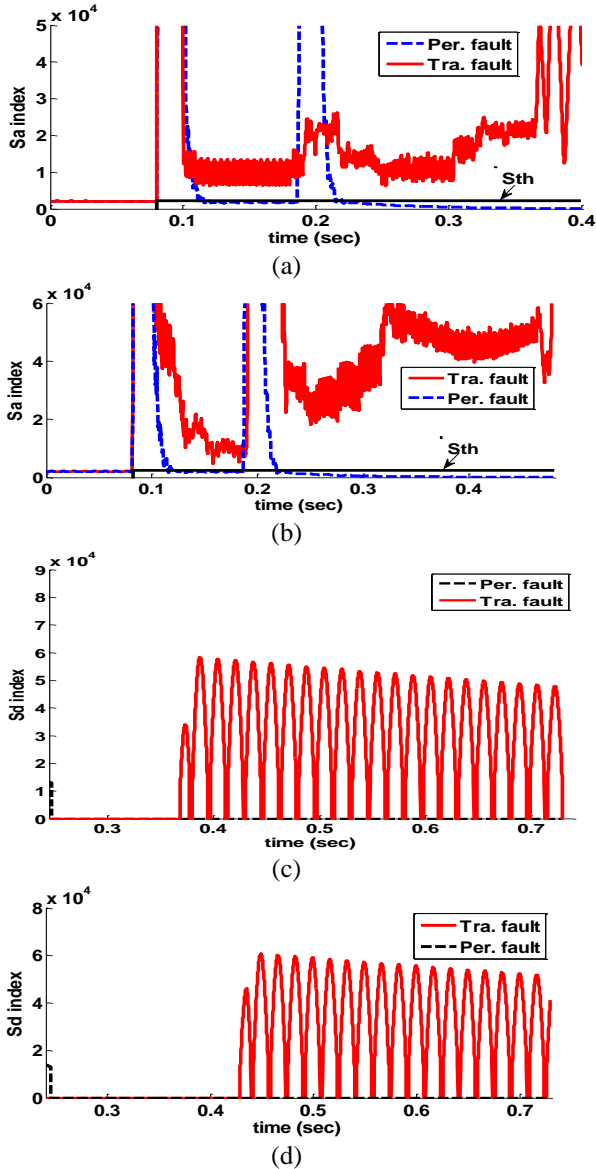 x 10^4
5
4
3
2
1
0
Sa index
Per. fault
Tra. fault
Sth
0 0.1 0.2 0.3 0.4
time (sec)
(a)
x 10^4
6
4
2
0
Sa index
Tra. fault
Per. fault
Sth
0 0.1 0.2 0.3 0.4
time (sec)
(b)
x 10^4
9
8
7
6
5
4
3
2
1
0
Sd index
Per. fault
Tra. fault
0.3 0.4 0.5 0.6 0.7
time (sec)
(c)
x 10^4
8
6
4
2
0
Sd index
Tra. fault
Per. fault
0.3 0.4 0.5 0.6 0.7
time (sec)
(d)